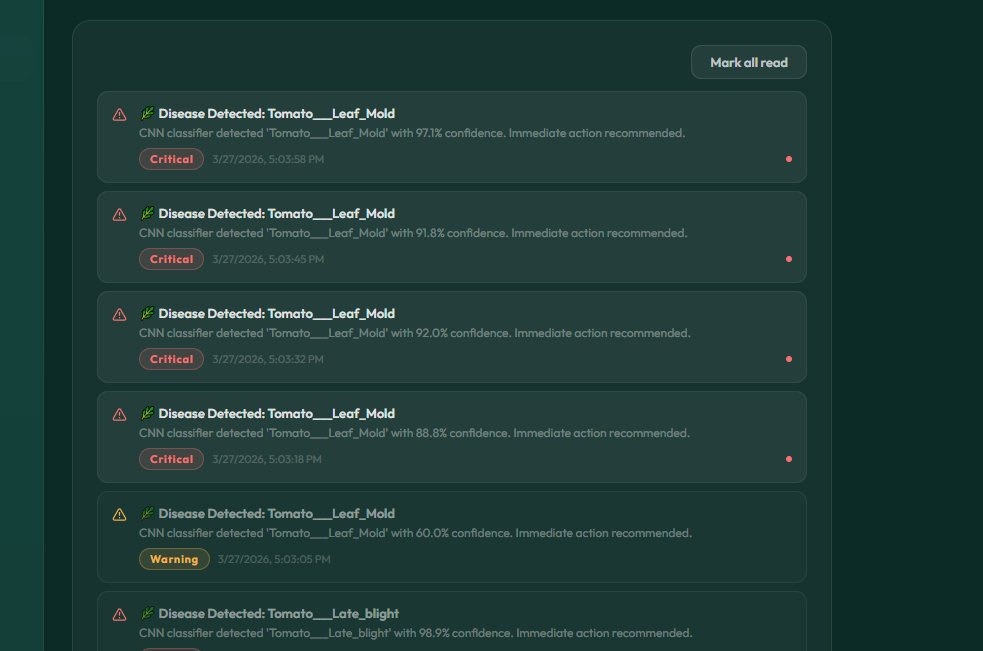 Mark all read
Disease Detected: Tomato___Leaf_Mold
CNN classifier detected 'Tomato___Leaf_Mold' with 97.1% confidence. Immediate action recommended.
Critical 3/27/2026, 5:03:58 PM
Disease Detected: Tomato___Leaf_Mold
CNN classifier detected 'Tomato___Leaf_Mold' with 91.8% confidence. Immediate action recommended.
Critical 3/27/2026, 5:03:45 PM
Disease Detected: Tomato___Leaf_Mold
CNN classifier detected 'Tomato___Leaf_Mold' with 92.0% confidence. Immediate action recommended.
Critical 3/27/2026, 5:03:32 PM
Disease Detected: Tomato___Leaf_Mold
CNN classifier detected 'Tomato___Leaf_Mold' with 88.8% confidence. Immediate action recommended.
Critical 3/27/2026, 5:03:18 PM
Disease Detected: Tomato___Leaf_Mold
CNN classifier detected 'Tomato___Leaf_Mold' with 60.0% confidence. Immediate action recommended.
Warning 3/27/2026, 5:03:05 PM
Disease Detected: Tomato___Late_blight
CNN classifier detected 'Tomato___Late_blight' with 98.9% confidence. Immediate action recommended.